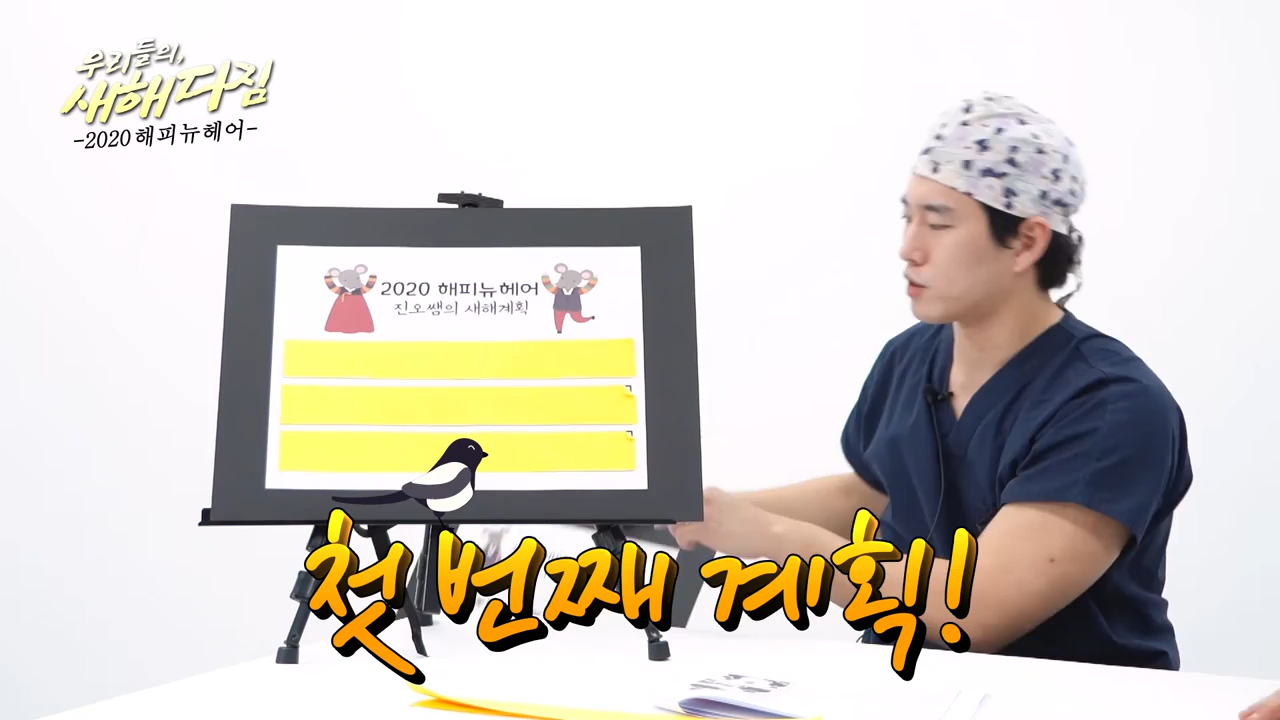 우리들의,
새해다짐
-2020 해피뉴헤어-
2020 해피뉴헤어
진오쌤의 새해계획
첫 번째 계획!